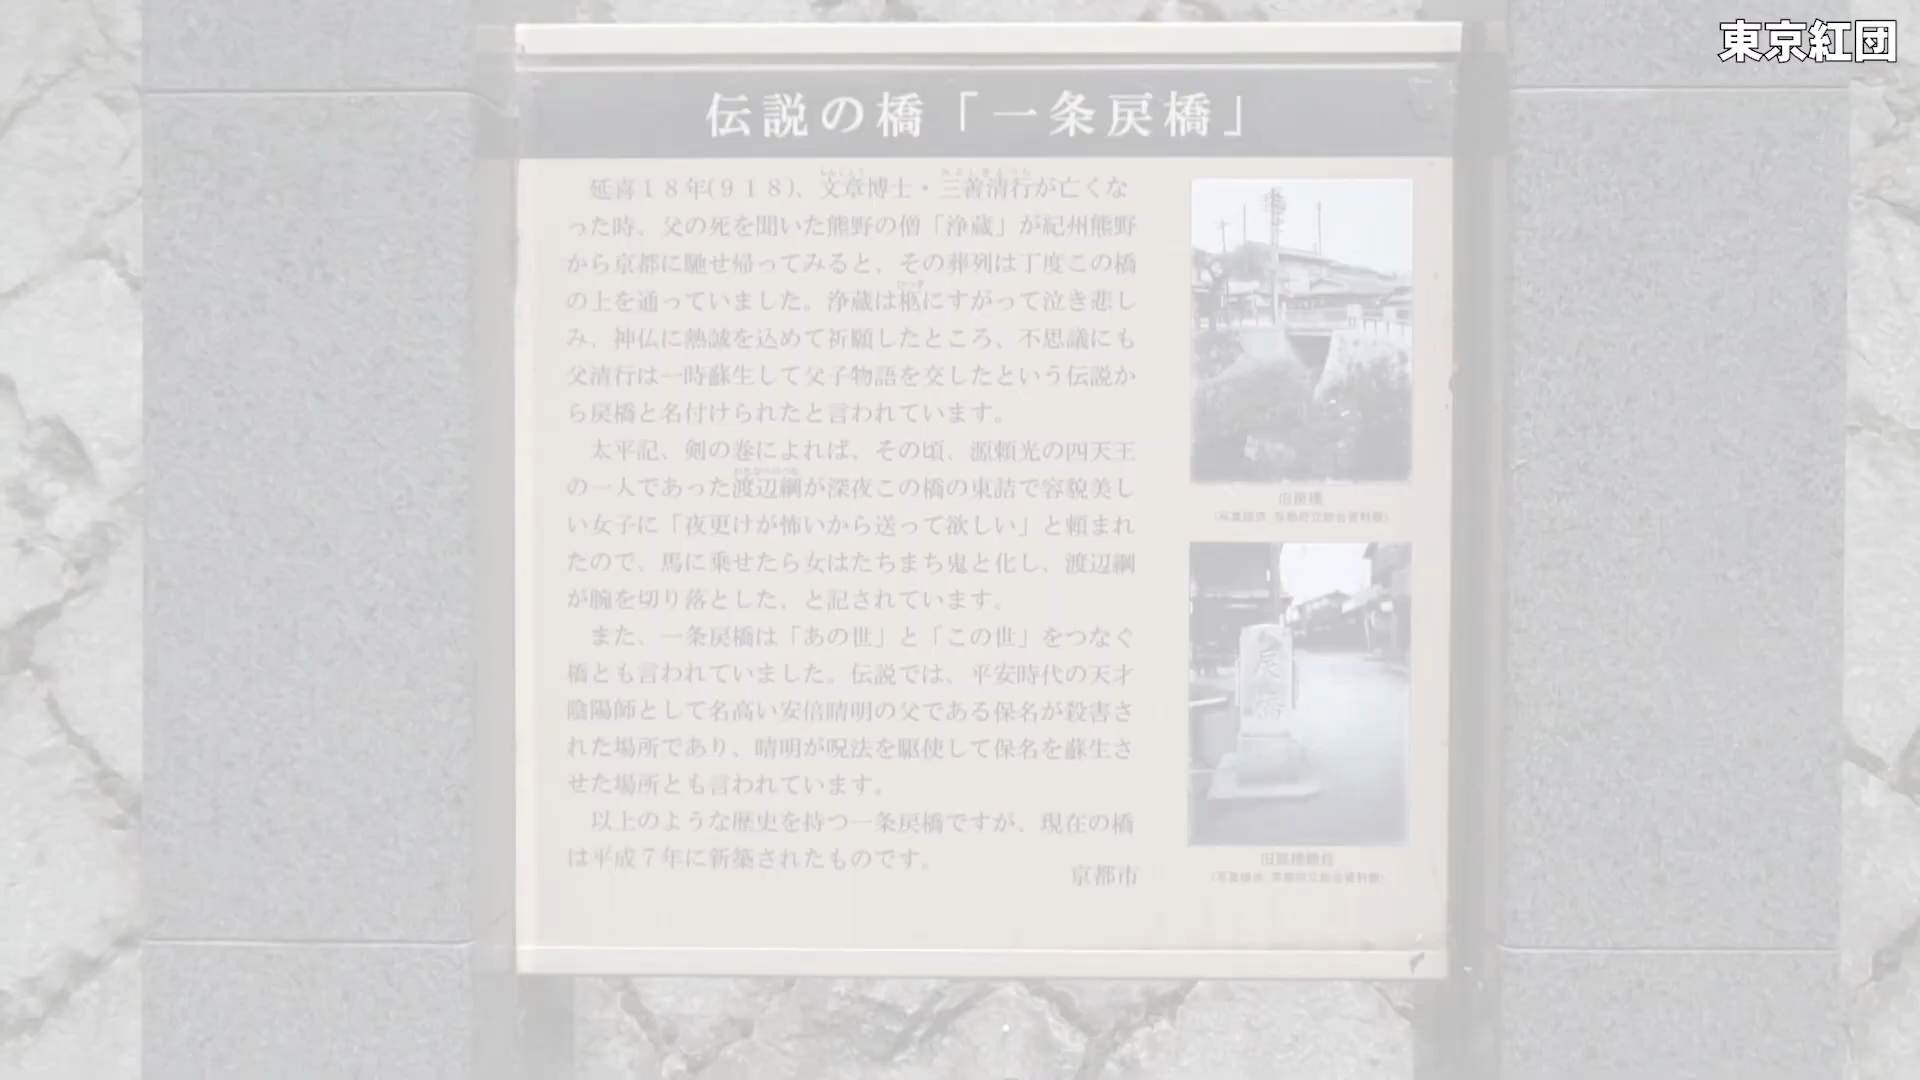 東京紅団
伝説の橋「一条戻橋」
延喜18年(918)、文章博士・三善清行が亡くな
った時、父の死を聞いた熊野の僧「浄蔵」が紀州熊野
から京都に馳せ帰ってみると、その葬列は丁度この橋
の上を通っていました。浄蔵は柩にすがって泣き悲し
み、神仏に熱誠を込めて祈願したところ、不思議にも
父清行は一時蘇生して父子物語を交したという伝説か
ら戻橋と名付けられたと言われています。
太平記、剣の巻によれば、その頃、源頼光の四天王
の一人であった渡辺綱が深夜この橋の東詰で容貌美し
い女子に「夜更けが怖いから送って欲しい」と頼まれ
たので、馬に乗せたら女はたちまち鬼と化し、渡辺綱
が腕を切り落とした、と記されています。
また、一条戻橋は「あの世」と「この世」をつなぐ
橋とも言われていました。伝説では、平安時代の天才
陰陽師として名高い安倍晴明の父である保名が殺害さ
れた場所であり、晴明が呪法を駆使して保名を蘇生さ
せた場所とも言われています。
以上のような歴史を持つ一条戻橋ですが、現在の橋
は平成7年に新築されたものです。
京都市
旧戻橋
戻橋